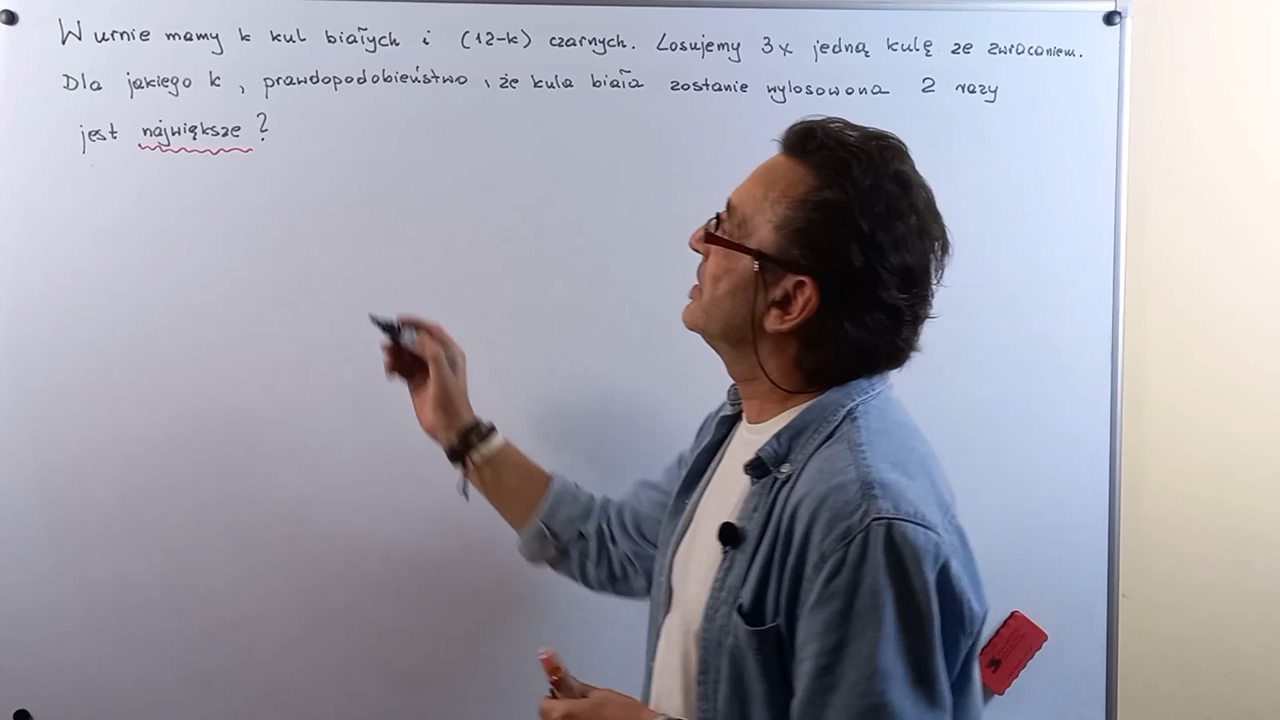 W urnie mamy k kul białych i (12-k) czarnych. Losujemy 3x jedną kulę ze zwracaniem.
Dla jakiego k, prawdopodobieństwo, że kula biała zostanie wylosowana 2 razy
jest największe?